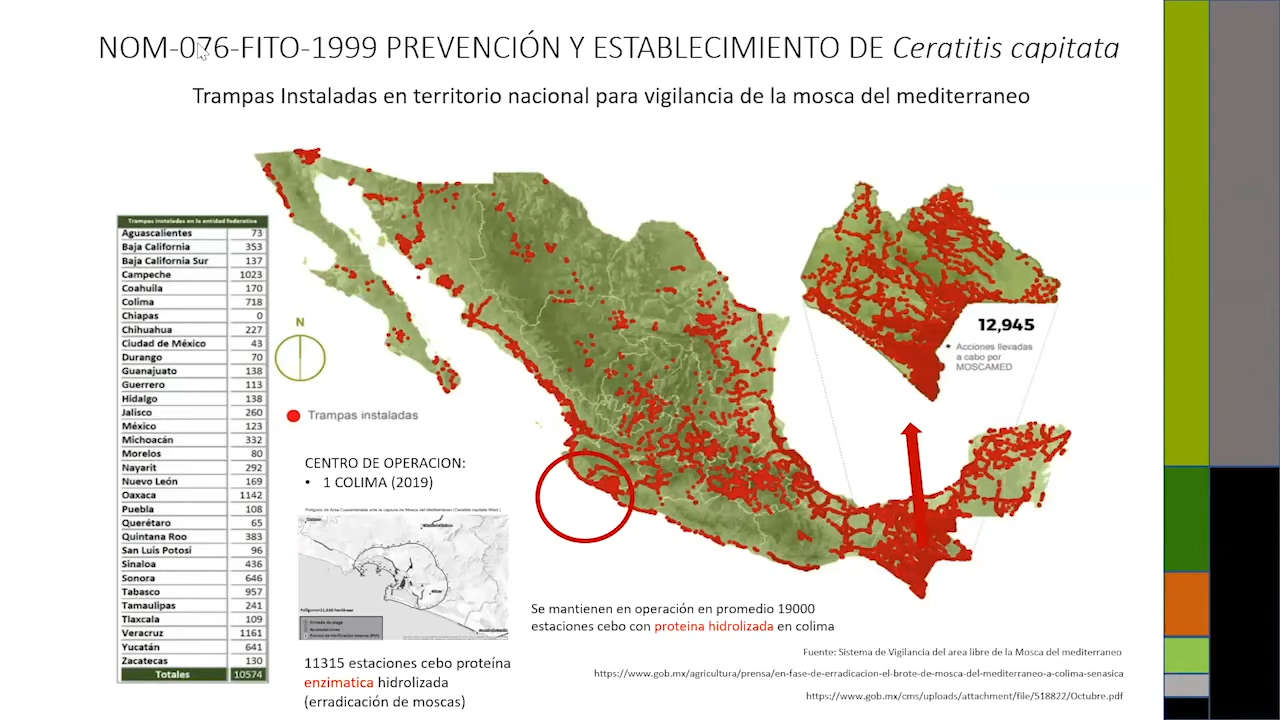 NOM-076-FITO-1999 PREVENCIÓN Y ESTABLECIMIENTO DE Ceratitis capitata
Trampas Instaladas en territorio nacional para vigilancia de la mosca del mediterraneo
Trampas instaladas en la entidad federativa
Aguascalientes 73
Baja California 353
Baja California Sur 137
Campeche 1023
Coahuila 170
Colima 718
Chiapas 0
Chihuahua 227
Ciudad de México 43
Durango 70
Guanajuato 138
Guerrero 113
Hidalgo 138
Jalisco 260
México 123
Michoacán 332
Morelos 80
Nayarit 292
Nuevo León 169
Oaxaca 1142
Puebla 108
Querétaro 65
Quintana Roo 383
San Luis Potosí 96
Sinaloa 436
Sonora 646
Tabasco 957
Tamaulipas 241
Tlaxcala 109
Veracruz 1161
Yucatán 641
Zacatecas 130
Totales 10574
N
Trampas instaladas
12,945
* Acciones llevadas
a cabo por
MOSCAMED
CENTRO DE OPERACION:
• 1 COLIMA (2019)
11315 estaciones cebo proteína
enzimatica hidrolizada
(erradicación de moscas)
Se mantienen en operación en promedio 19000
estaciones cebo con proteina hidrolizada en colima
Fuente: Sistema de Vigilancia del area libre de la Mosca del mediterraneo
https://www.gob.mx/agricultura/prensa/en-fase-de-erradicacion-el-brote-de-mosca-del-mediterraneo-a-colima-senasica
https://www.gob.mx/cms/uploads/attachment/file/518822/Octubre.pdf